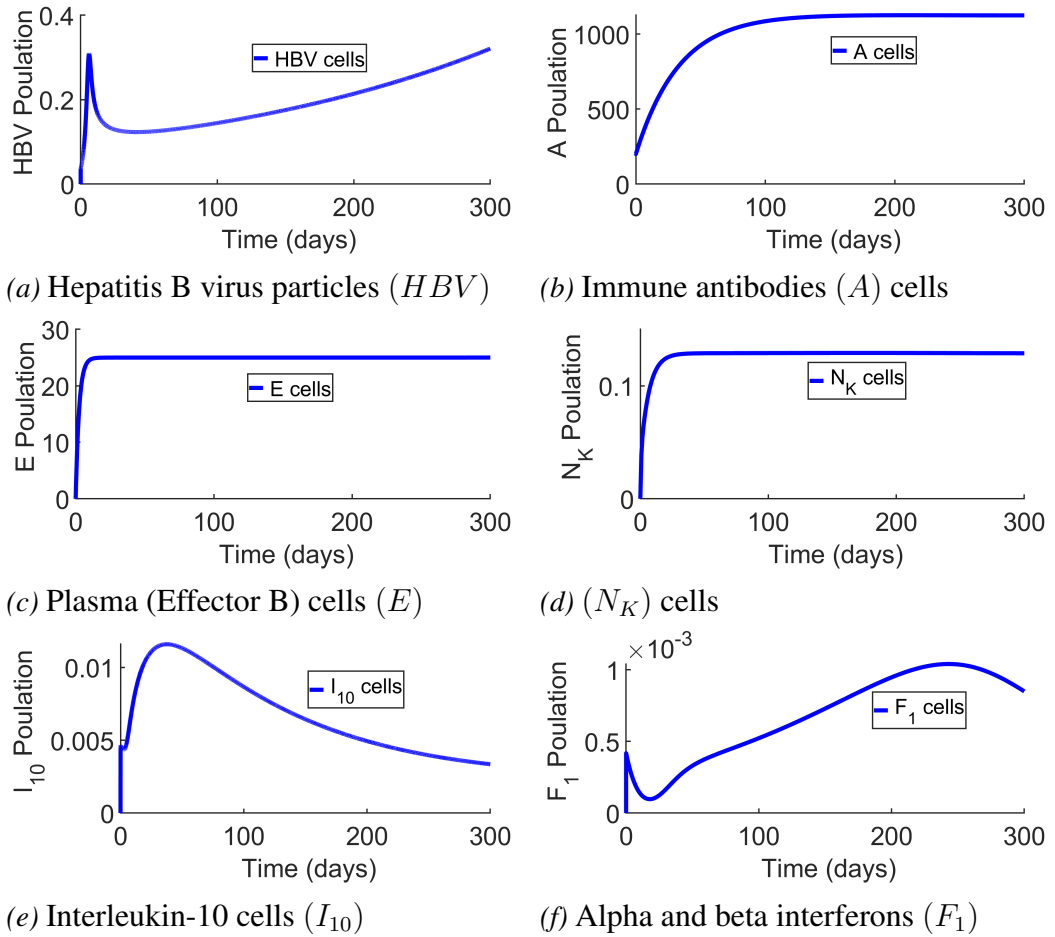 HBV Poulation
0.4
0.2
0
HBV cells
0 100 200 300
Time (days)
A Poulation
1000
500
0
A cells
0 100 200 300
Time (days)
(a) Hepatitis B virus particles (HBV)
(b) Immune antibodies (A) cells
E Poulation
30
20
10
0
E cells
0 100 200 300
Time (days)
N_K Poulation
0.1
0
N_K cells
0 100 200 300
Time (days)
(c) Plasma (Effector B) cells (E)
(d) (N_K) cells
I_10 Poulation
0.01
0.005
0
I_10 cells
0 100 200 300
Time (days)
F_1 Poulation
×10^-3
1
0.5
0
F_1 cells
0 100 200 300
Time (days)
(e) Interleukin-10 cells (I_10)
(f) Alpha and beta interferons (F_1)